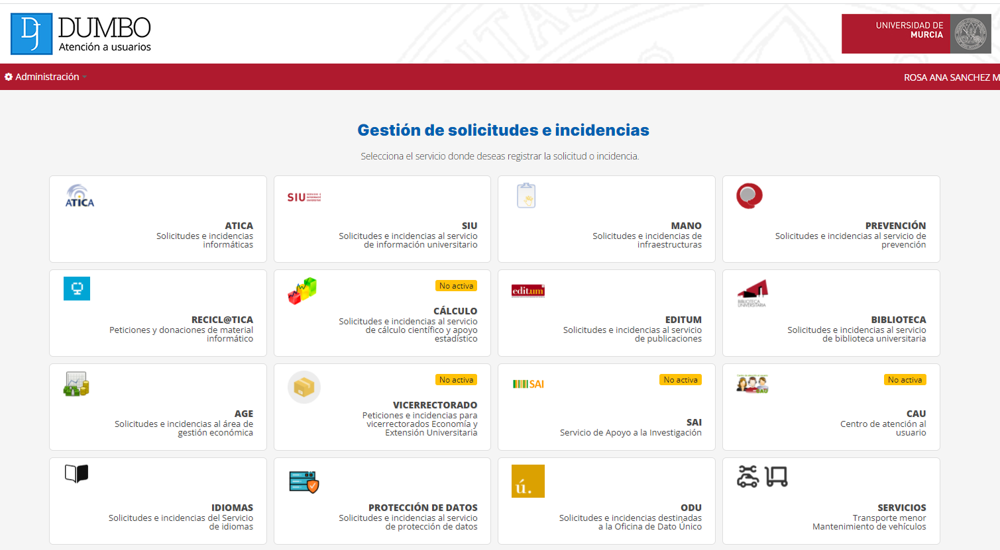 DJ DUMBO
Atención a usuarios
UNIVERSIDAD DE
MURCIA
Administración
ROSA ANA SANCHEZ M
Gestión de solicitudes e incidencias
Selecciona el servicio donde deseas registrar la solicitud o incidencia.
ATICA
ATICA
Solicitudes e incidencias
informáticas
SIU
SIU
Solicitudes e incidencias al servicio
de información universitario
MANO
Solicitudes e incidencias de
infraestructuras
PREVENCIÓN
Solicitudes e incidencias al servicio de
prevención
RECICL@TICA
Peticiones y donaciones de material
informático
No activa
CÁLCULO
Solicitudes e incidencias al servicio
de cálculo científico y apoyo
estadístico
editum
EDITUM
Solicitudes e incidencias al servicio
de publicaciones
BIBLIOTECA
UNIVERSITARIA
BIBLIOTECA
Solicitudes e incidencias al servicio
de biblioteca universitaria
AGE
Solicitudes e incidencias al área de
gestión económica
No activa
VICERRECTORADO
Peticiones e incidencias para
vicerrectorados Economía y
Extensión Universitaria
SAI
No activa
SAI
Servicio de Apoyo a la Investigación
No activa
CAU
Centro de atención al
usuario
IDIOMAS
Solicitudes e incidencias del Servicio
de idiomas
PROTECCIÓN DE DATOS
Solicitudes e incidencias al servicio
de protección de datos
ú.
ODU
Solicitudes e incidencias destinadas
a la Oficina de Dato Único
SERVICIOS
Transporte menor
Mantenimiento de vehículos